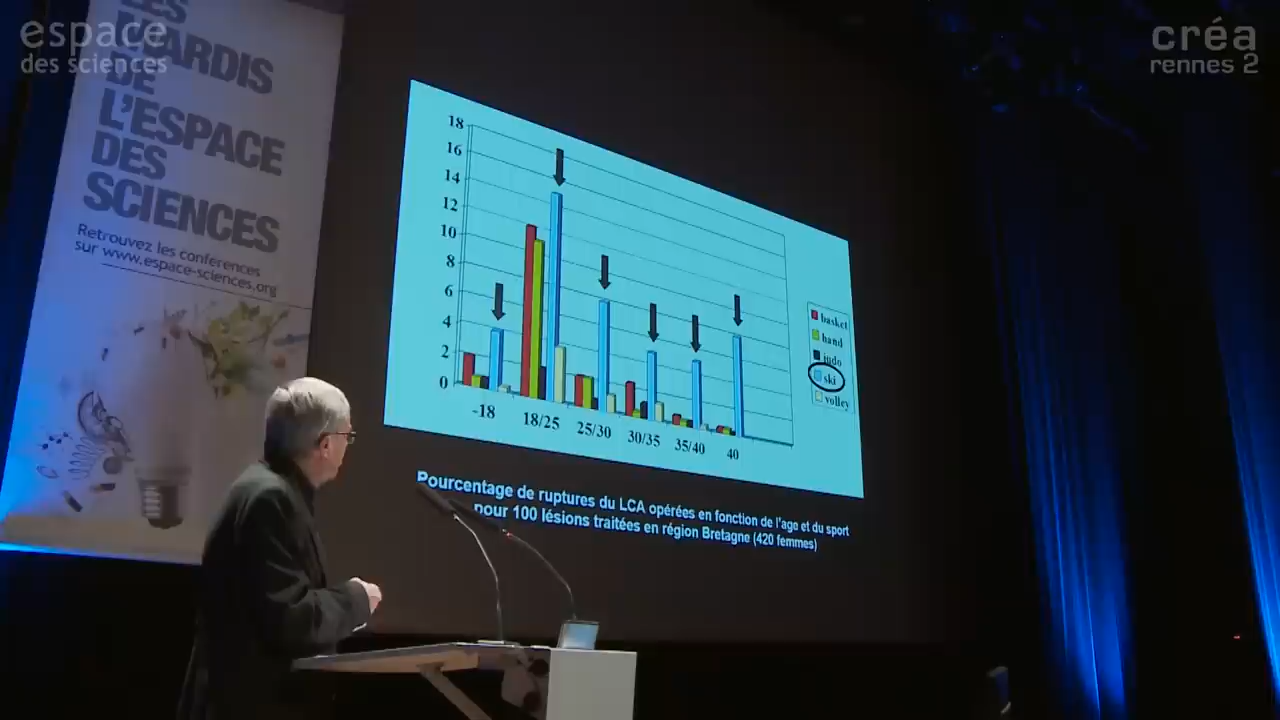 espace
des sciences
créa
rennes 2
LES
MARDIS
DE
L'ESPACE
DES
SCIENCES
Retrouvez les conférences
sur www.espace-sciences.org
18
16
14
12
10
8
6
4
2
0
-18 18/25 25/30 30/35 35/40 40
basket
hand
judo
ski
volley
Pourcentage de ruptures du LCA opérées en fonction de l'age et du sport
pour 100 lésions traitées en région Bretagne (420 femmes)